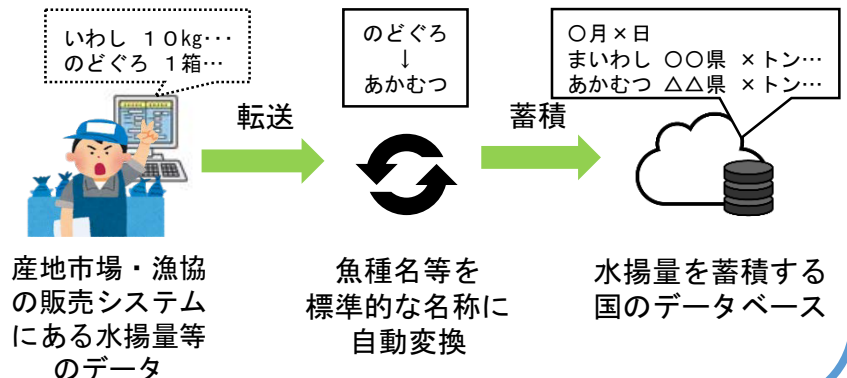 いわし １０kg･･･
のどぐろ １箱…
のどぐろ
↓
あかむつ
〇月×日
まいわし 〇〇県 ×トン…
あかむつ △△県 ×トン…
転送
蓄積
産地市場・漁協
の販売システム
にある水揚量等
のデータ
魚種名等を
標準的な名称に
自動変換
水揚量を蓄積する
国のデータベース